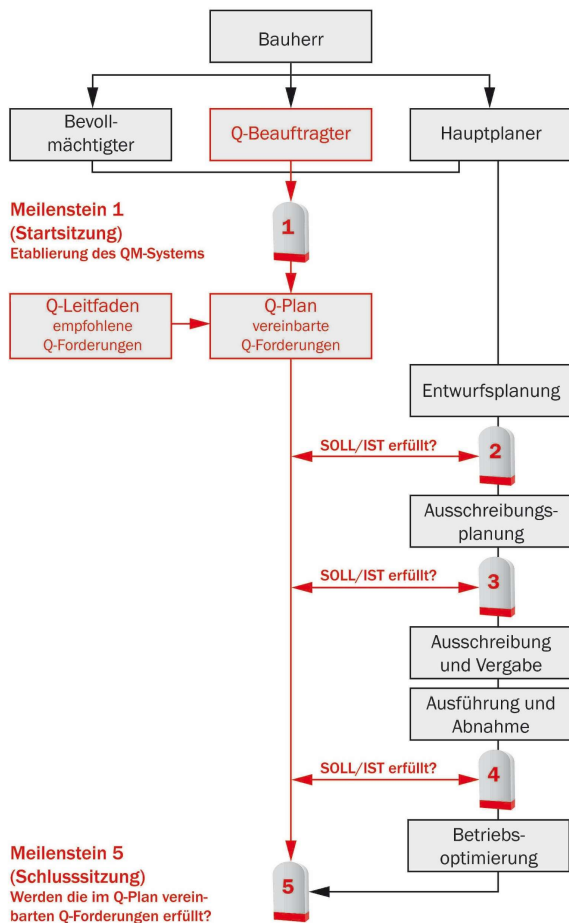 Bauherr
Bevoll-
mächtigter
Q-Beauftragter
Hauptplaner
Meilenstein 1
(Startsitzung)
Etablierung des QM-Systems
1
Q-Leitfaden
empfohlene
Q-Forderungen
Q-Plan
vereinbarte
Q-Forderungen
Entwurfsplanung
SOLL/IST erfüllt?
2
Ausschreibungs-
planung
SOLL/IST erfüllt?
3
Ausschreibung
und Vergabe
Ausführung und
Abnahme
SOLL/IST erfüllt?
4
Betriebs-
optimierung
Meilenstein 5
(Schlusssitzung)
Werden die im Q-Plan verein-
barten Q-Forderungen erfüllt?
5